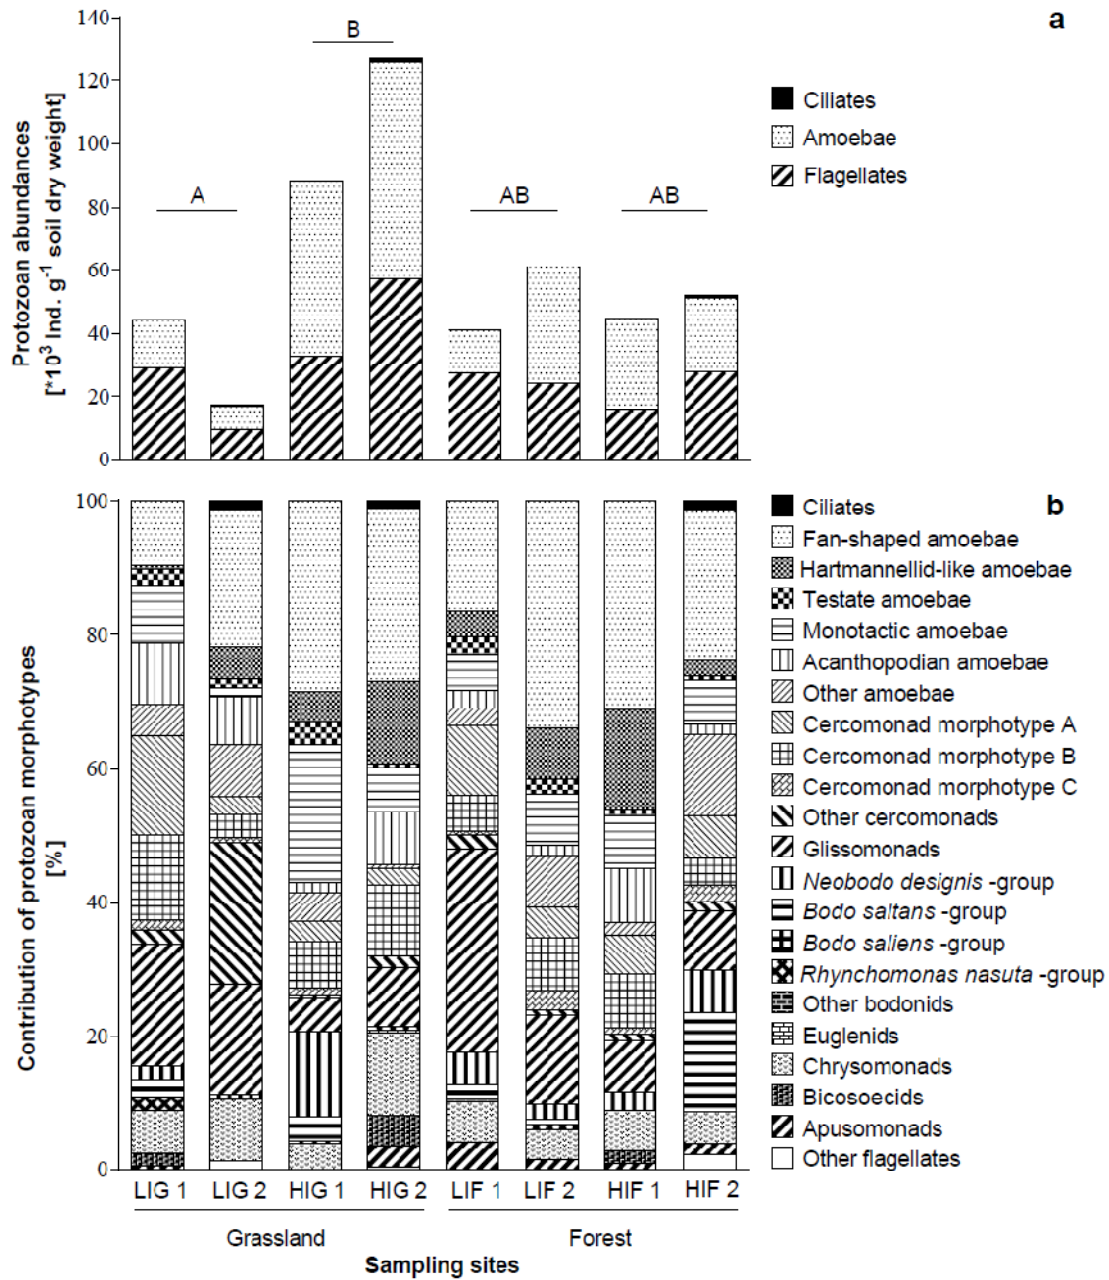 a
Protozoan abundances
[*10³ Ind. g⁻¹ soil dry weight]
140
120
100
80
60
40
20
0
A
B
AB
AB
Ciliates
Amoebae
Flagellates
b
Contribution of protozoan morphotypes
[%]
100
80
60
40
20
0
Ciliates
Fan-shaped amoebae
Hartmannellid-like amoebae
Testate amoebae
Monotactic amoebae
Acanthopodian amoebae
Other amoebae
Cercomonad morphotype A
Cercomonad morphotype B
Cercomonad morphotype C
Other cercomonads
Glissomonads
Neobodo designis -group
Bodo saltans -group
Bodo saliens -group
Rhynchomonas nasuta -group
Other bodonids
Euglenids
Chrysomonads
Bicosoecids
Apusomonads
Other flagellates
LIG 1 LIG 2 HIG 1 HIG 2 LIF 1 LIF 2 HIF 1 HIF 2
Grassland Forest
Sampling sites